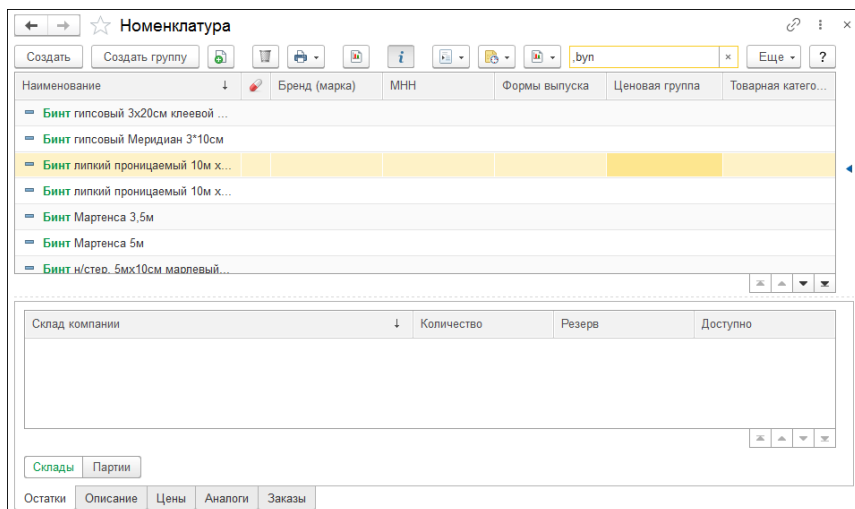 Номенклатура
Создать Создать группу i ,byn × Еще ?
Наименование ↓ Бренд (марка) МНН Формы выпуска Ценовая группа Товарная катего...
Бинт гипсовый 3х20см клеевой ...
Бинт гипсовый Меридиан 3*10см
Бинт липкий проницаемый 10м х...
Бинт липкий проницаемый 10м х...
Бинт Мартенса 3,5м
Бинт Мартенса 5м
Бинт н/стер. 5мх10см марлевый...
Склад компании ↓ Количество Резерв Доступно
Склады Партии
Остатки Описание Цены Аналоги Заказы